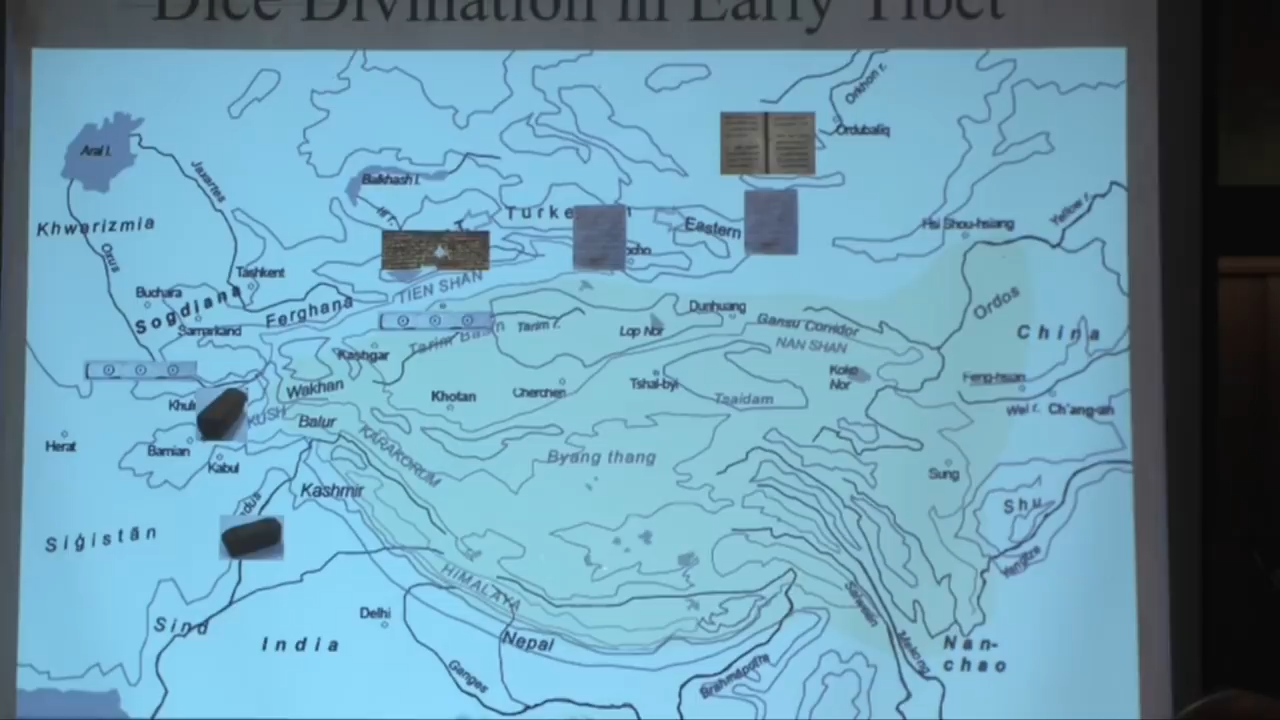 Dice Divination in Early Tibet
Orkhon r.
Ordubaliq
Aral l.
Jaxartes
Balkhash l.
Khwarizmia
Oxus
Turke
Eastern
Hsi Shou-hsiang
Yellow r.
Tashkent
Buchara
Sogdiana
Samarkand
Ferghana
TIEN SHAN
Ordos
Dunhuang
Lop Nor
Gansu Corridor
NAN SHAN
China
Tarim r.
Tarim Basin
Kashgar
Koko
Nor
Feng-hsian
Wakhan
Khotan
Cherchen
Tshal-byi
Tsaidam
Wei r.
Ch'ang-an
KUSH
Balur
Herat
Bamian
Kabul
KARAKORUM
Byang thang
Sung
Kashmir
Shu
Siğistān
HIMALAYA
Yangtze
Salween
Delhi
Sind
India
Nepal
Mekong
Nan-
chao
Ganges
Brahmaputra